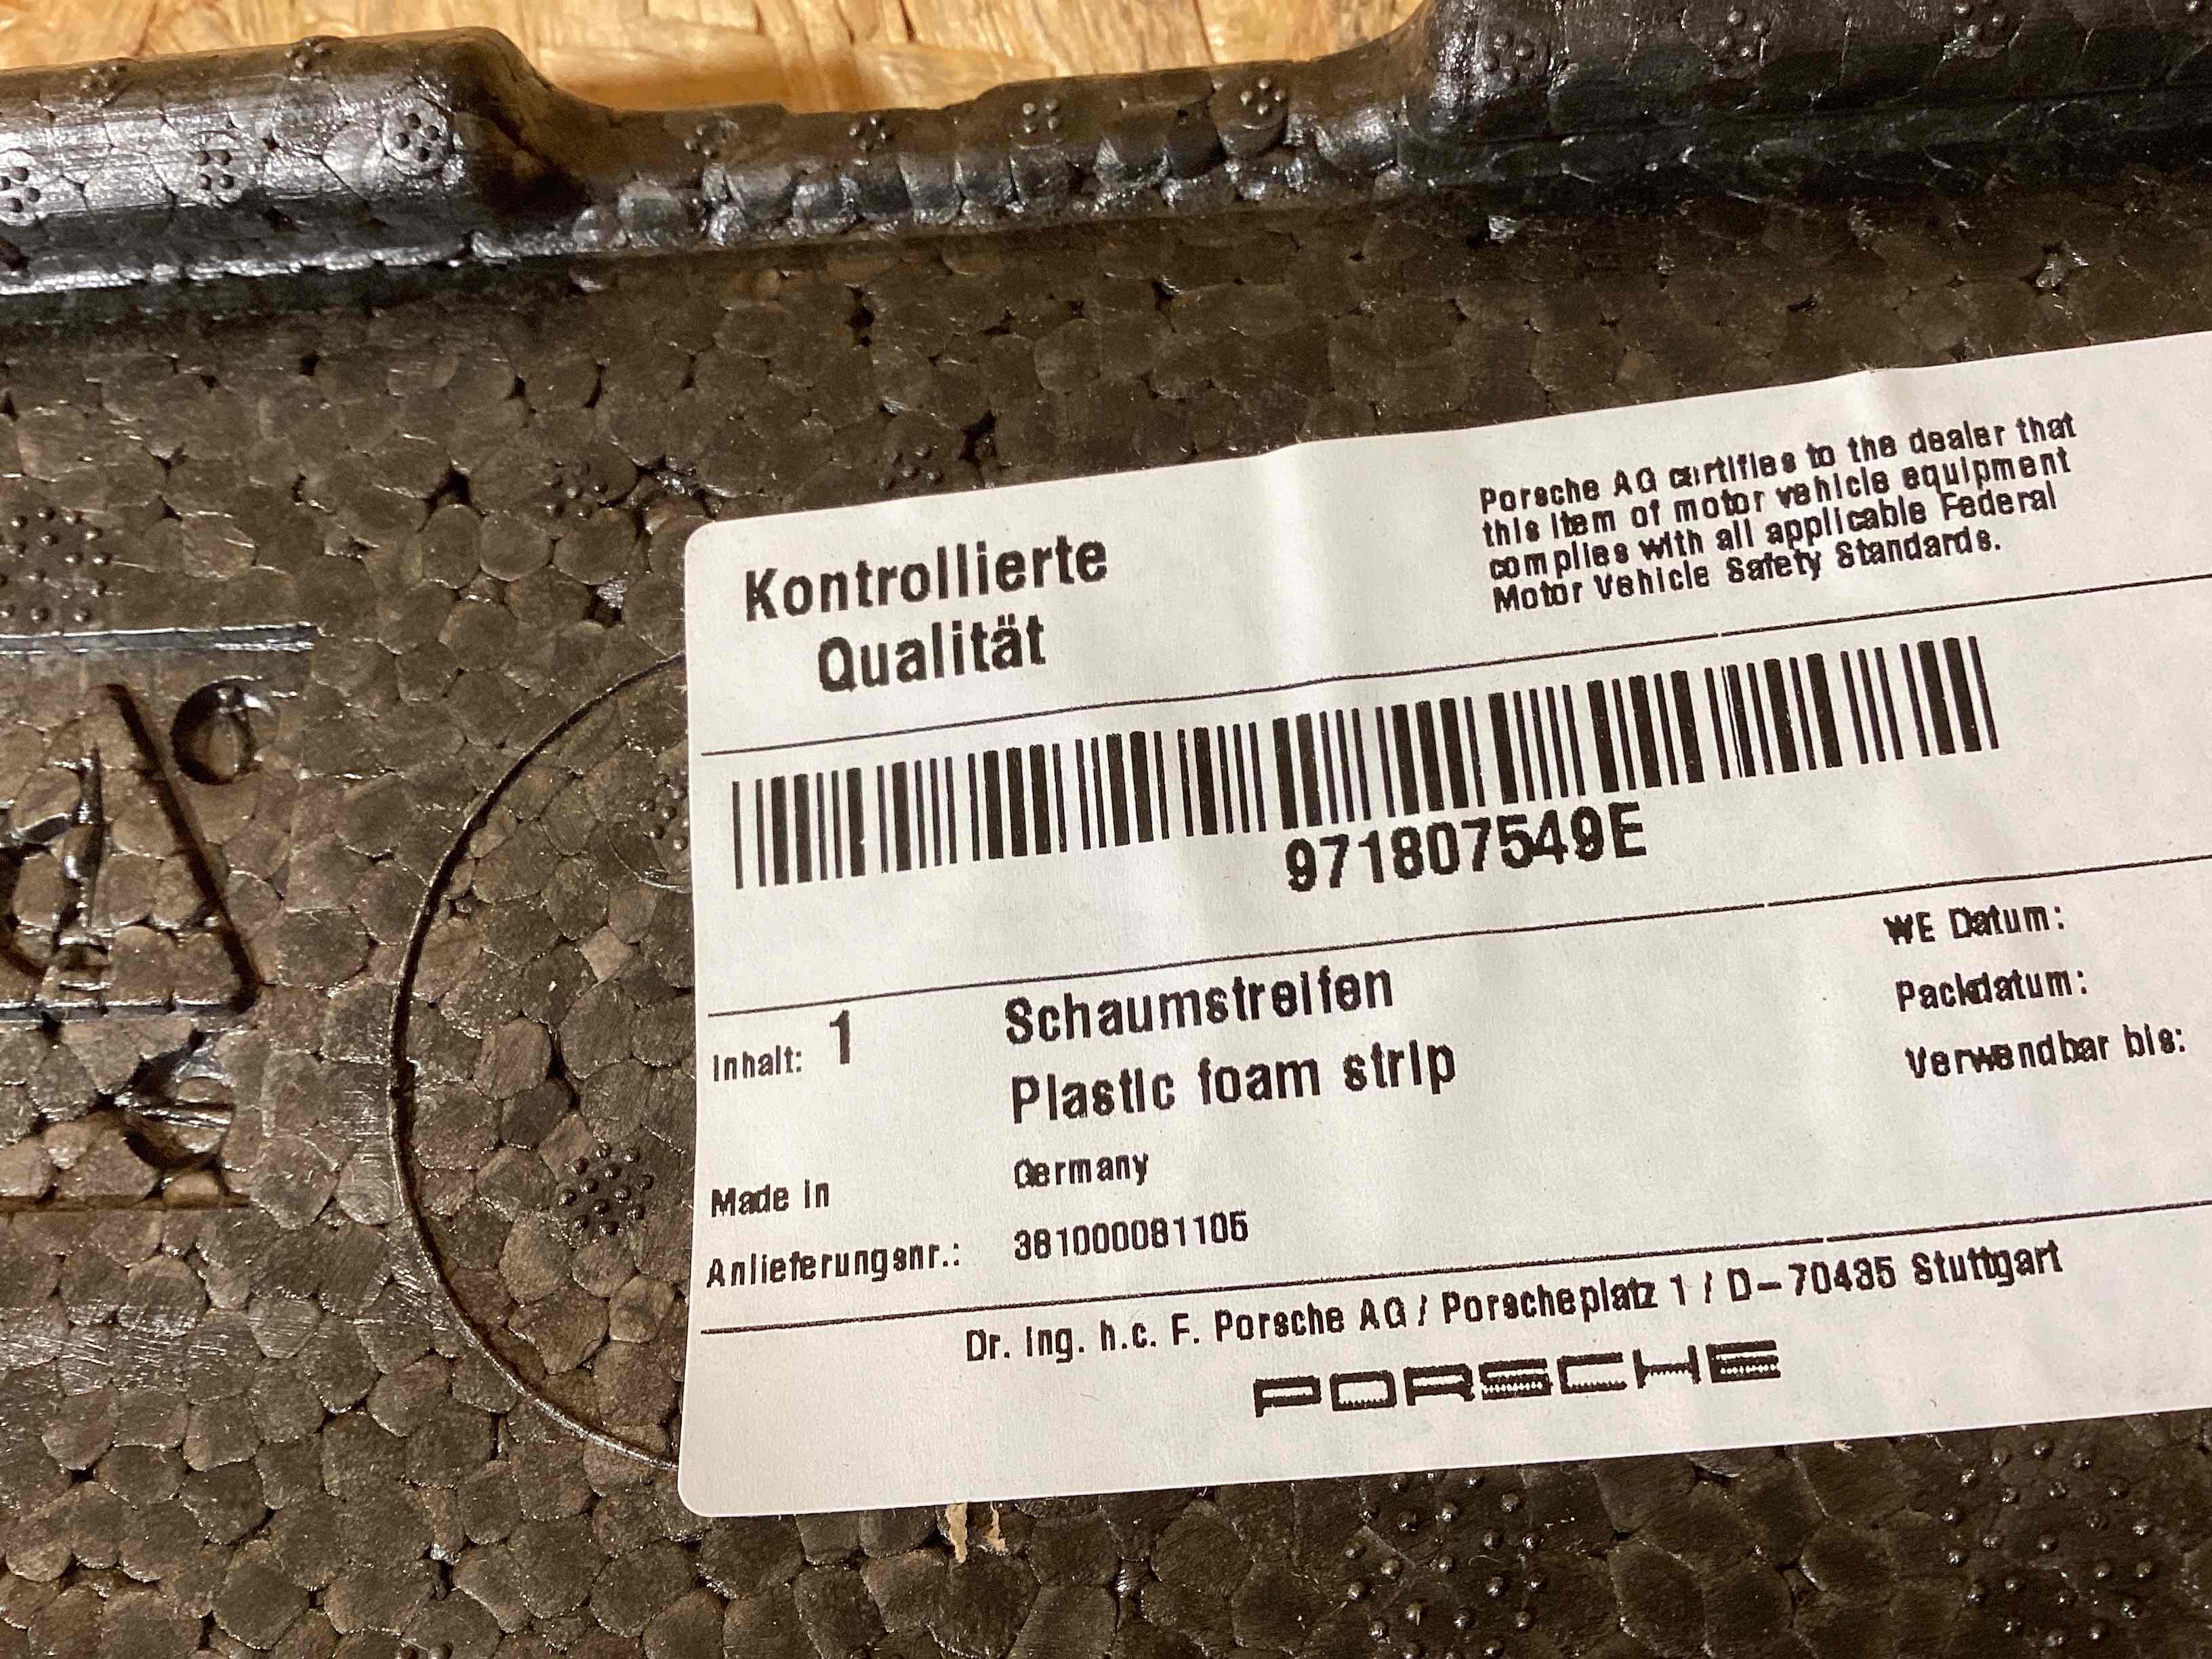 Kontrollierte
Qualität
Porsche AG certifies to the dealer that
this item of motor vehicle equipment
complies with all applicable Federal
Motor Vehicle Safety Standards.
971807549E
Inhalt: 1
Schaumstreifen
Plastic foam strip
WE Datum:
Packdatum:
Verwendbar bis:
Made in Germany
Anlieferungsnr.: 381000081105
Dr. Ing. h.c. F. Porsche AG / Porscheplatz 1 / D-70435 Stuttgart
PORSCHE